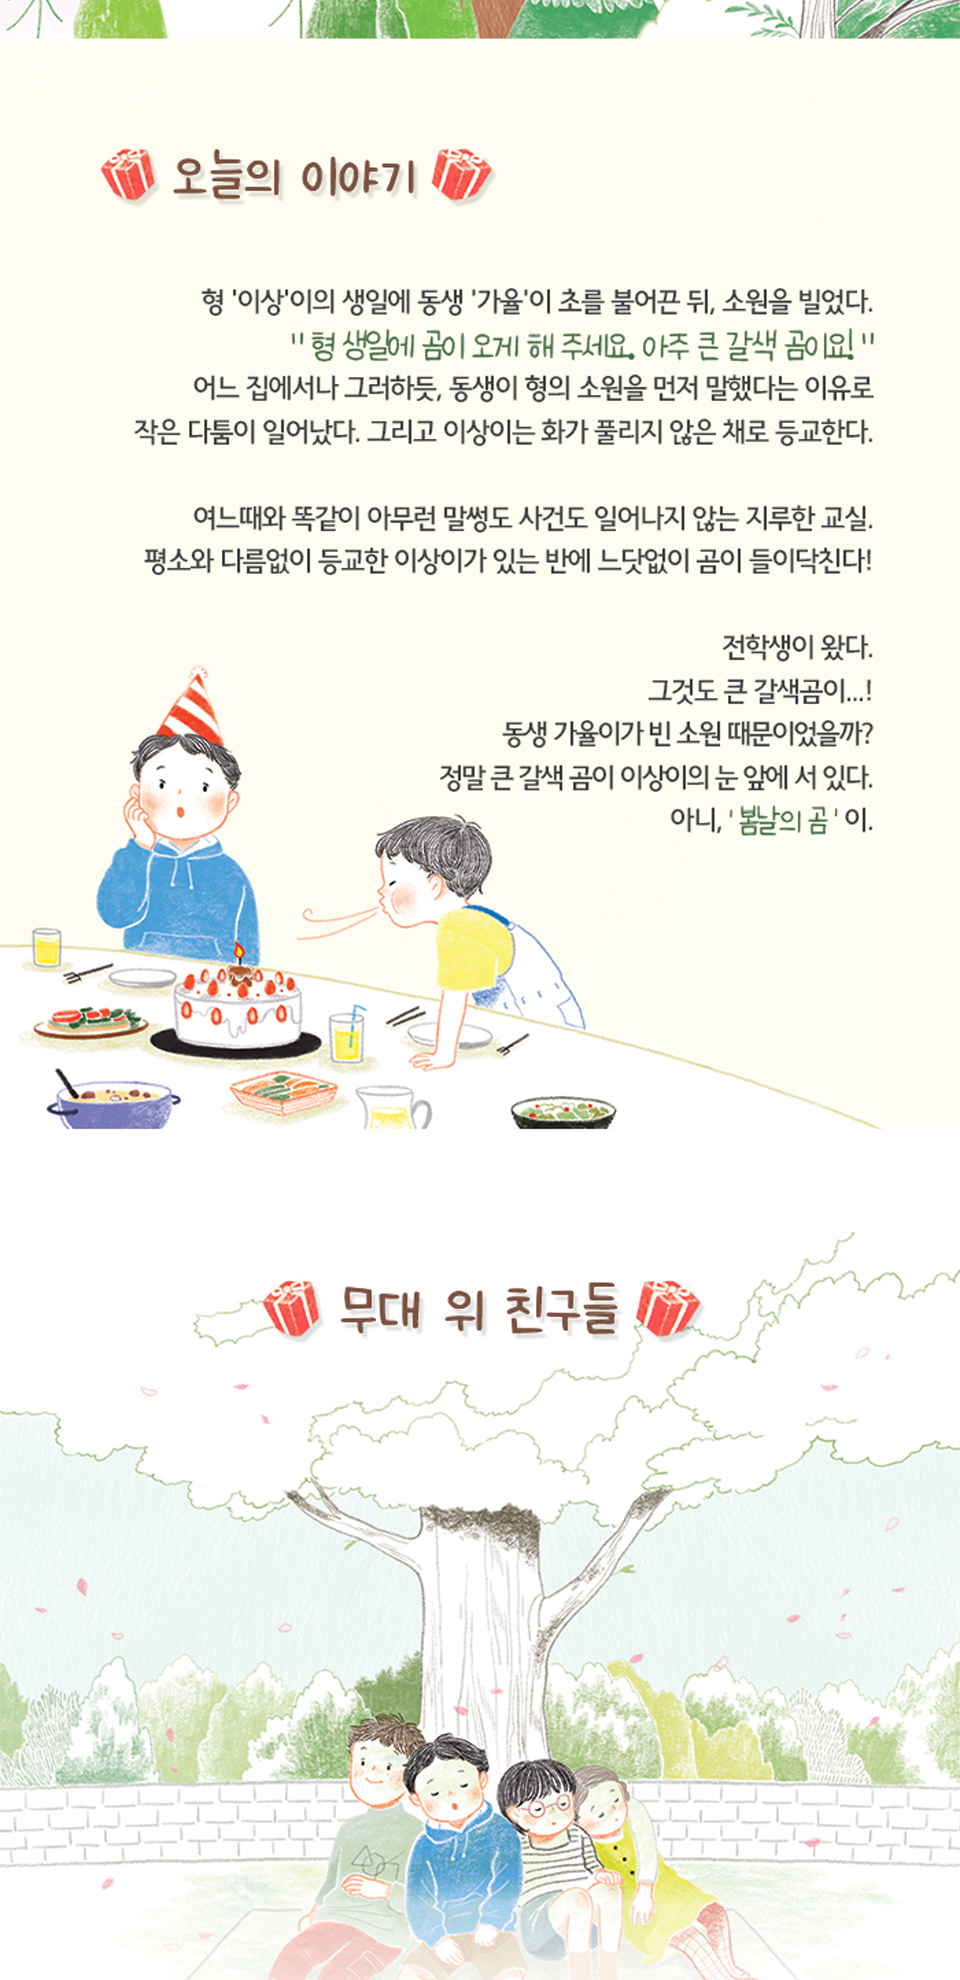 오늘의 이야기
형 '이상'이의 생일에 동생 '가율'이 초를 불어끈 뒤, 소원을 빌었다.
" 형 생일에 곰이 오게 해 주세요. 아주 큰 갈색 곰이요! "
어느 집에서나 그러하듯, 동생이 형의 소원을 먼저 말했다는 이유로
작은 다툼이 일어났다. 그리고 이상이는 화가 풀리지 않은 채로 등교한다.
여느때와 똑같이 아무런 말썽도 사건도 일어나지 않는 지루한 교실.
평소와 다름없이 등교한 이상이가 있는 반에 느닷없이 곰이 들이닥친다!
전학생이 왔다.
그것도 큰 갈색곰이...!
동생 가율이가 빈 소원 때문이었을까?
정말 큰 갈색 곰이 이상이의 눈 앞에 서 있다.
아니, ' 봄날의 곰 ' 이.
무대 위 친구들